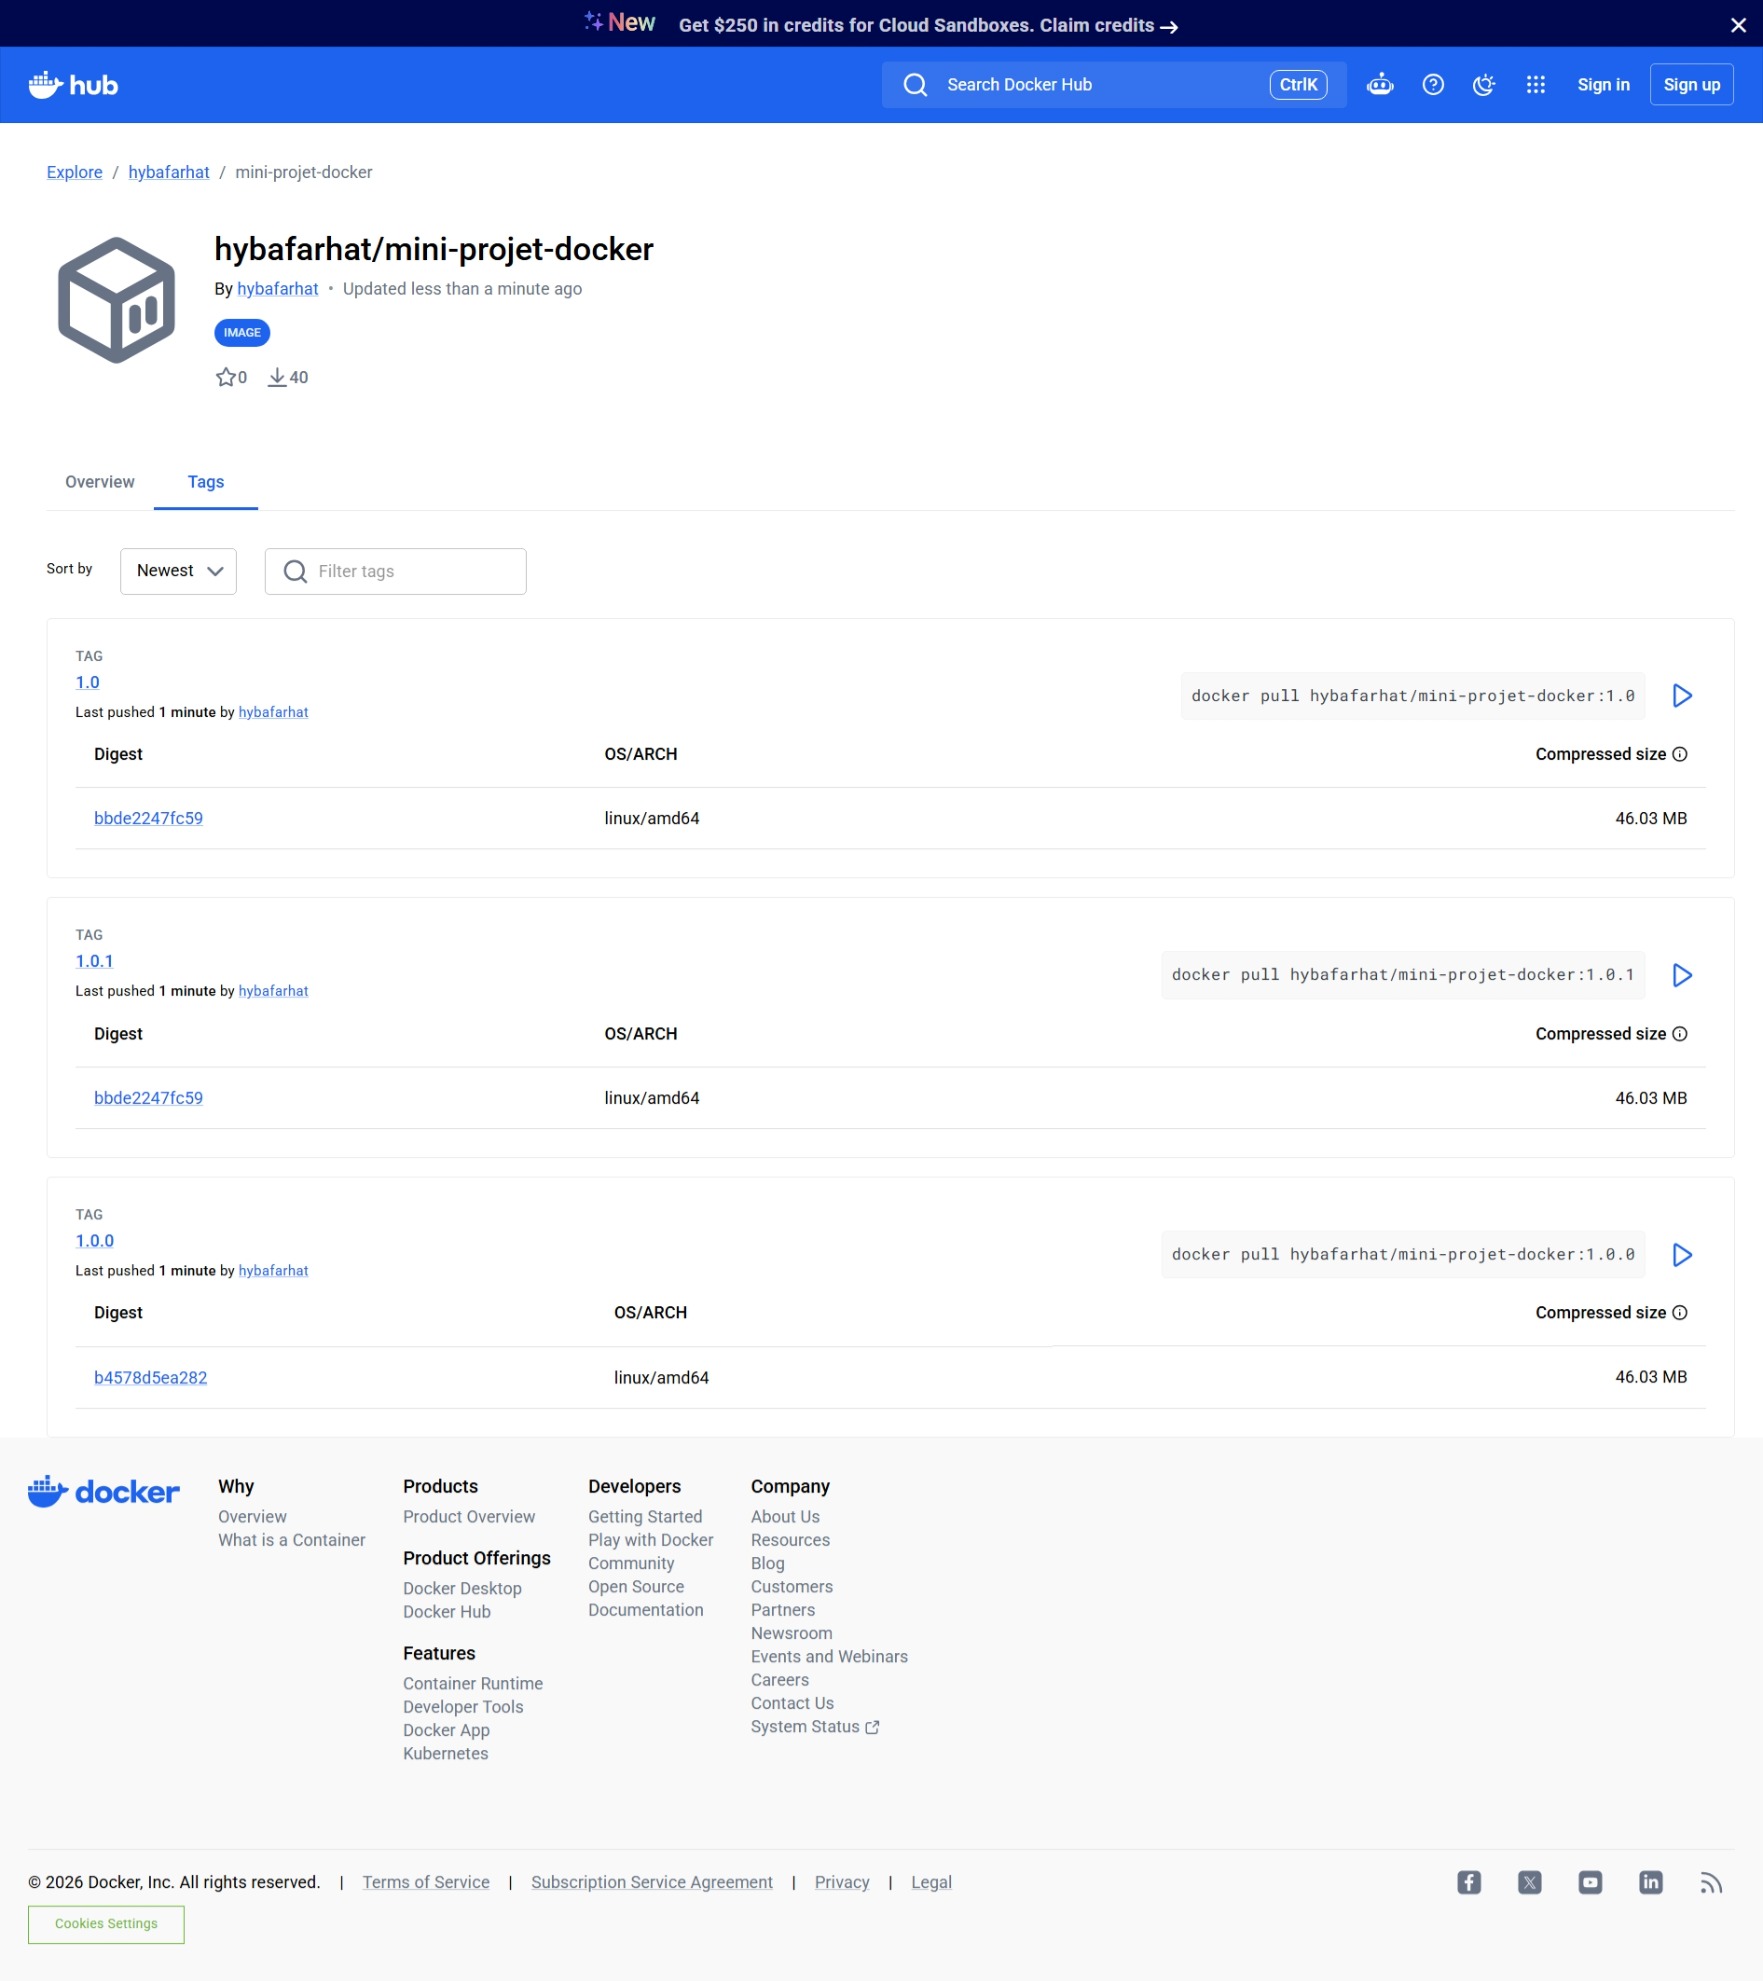 New Get $250 in credits for Cloud Sandboxes. Claim credits →
hub Search Docker Hub CtrlK Sign in Sign up
Explore / hybafarhat / mini-projet-docker
hybafarhat/mini-projet-docker
By hybafarhat • Updated less than a minute ago
IMAGE
0 40
Overview Tags
Sort by Newest Filter tags
TAG
1.0
docker pull hybafarhat/mini-projet-docker:1.0
Last pushed 1 minute by hybafarhat
Digest OS/ARCH Compressed size
bbde2247fc59 linux/amd64 46.03 MB
TAG
1.0.1
docker pull hybafarhat/mini-projet-docker:1.0.1
Last pushed 1 minute by hybafarhat
Digest OS/ARCH Compressed size
bbde2247fc59 linux/amd64 46.03 MB
TAG
1.0.0
docker pull hybafarhat/mini-projet-docker:1.0.0
Last pushed 1 minute by hybafarhat
Digest OS/ARCH Compressed size
b4578d5ea282 linux/amd64 46.03 MB
docker
Why
Overview
What is a Container
Products
Product Overview
Product Offerings
Docker Desktop
Docker Hub
Features
Container Runtime
Developer Tools
Docker App
Kubernetes
Developers
Getting Started
Play with Docker
Community
Open Source
Documentation
Company
About Us
Resources
Blog
Customers
Partners
Newsroom
Events and Webinars
Careers
Contact Us
System Status
© 2026 Docker, Inc. All rights reserved. | Terms of Service | Subscription Service Agreement | Privacy | Legal
Cookies Settings